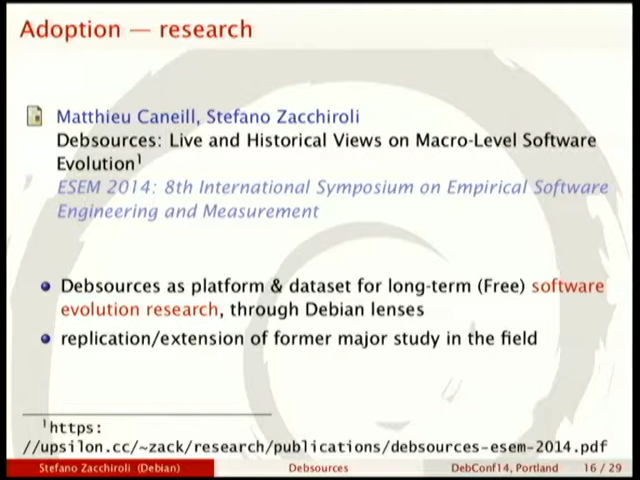 Adoption — research
Matthieu Caneill, Stefano Zacchiroli
Debsources: Live and Historical Views on Macro-Level Software
Evolution¹
ESEM 2014: 8th International Symposium on Empirical Software
Engineering and Measurement
Debsources as platform & dataset for long-term (Free) software
evolution research, through Debian lenses
replication/extension of former major study in the field
¹https:
//upsilon.cc/~zack/research/publications/debsources-esem-2014.pdf
Stefano Zacchiroli (Debian) Debsources DebConf14, Portland 16 / 29